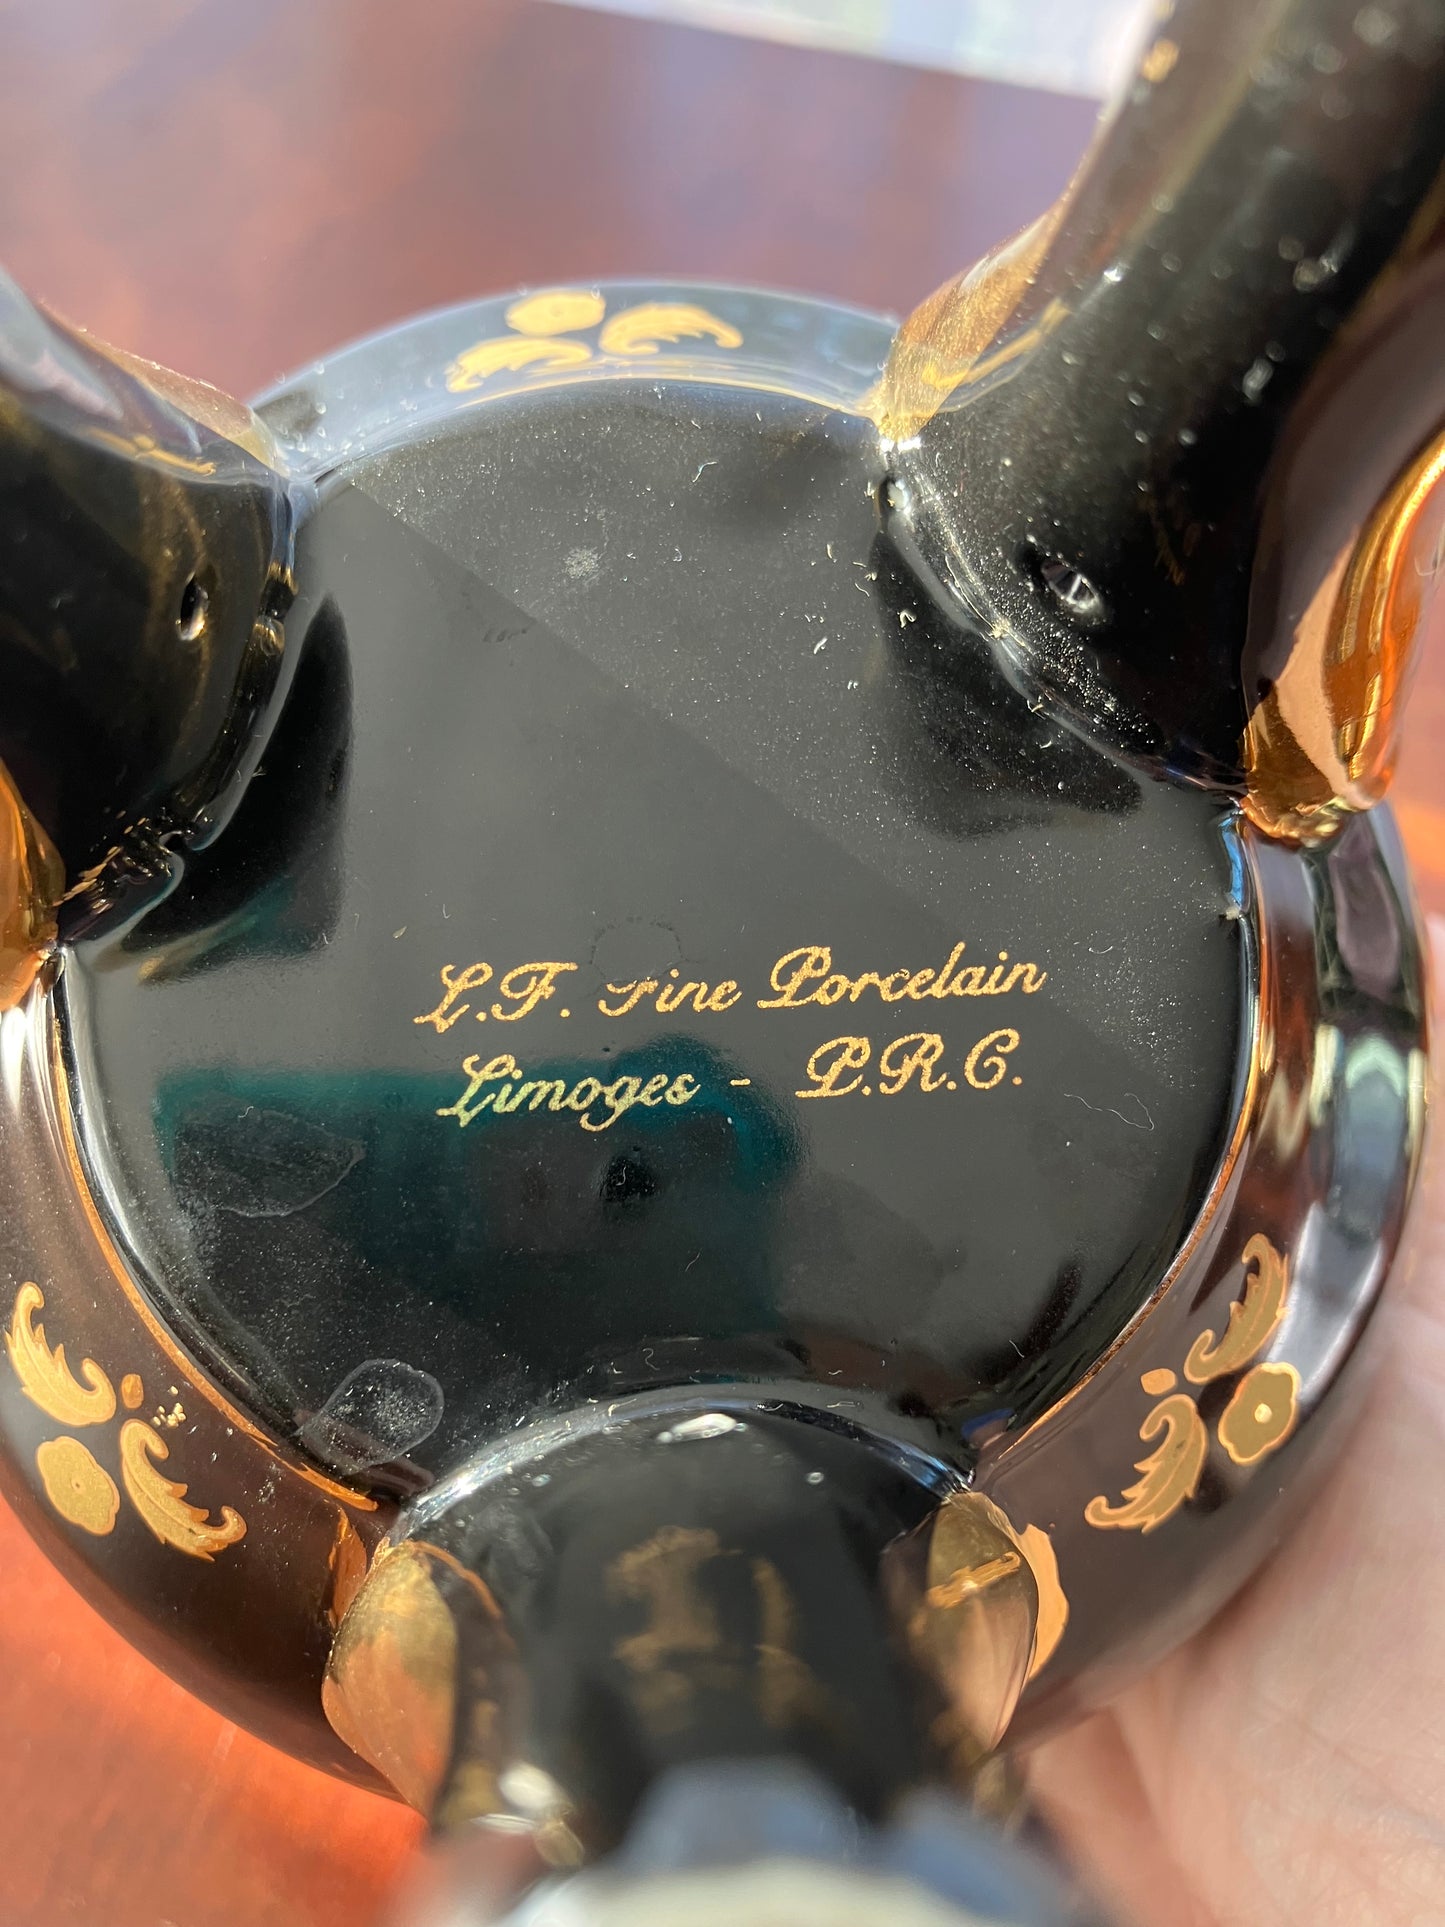 L.F. Fine Porcelain
Limoges - P.R.C.